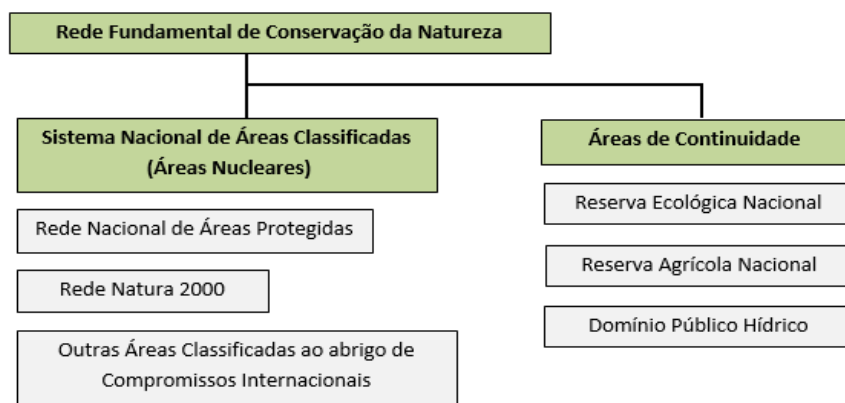 Rede Fundamental de Conservação da Natureza
Sistema Nacional de Áreas Classificadas
(Áreas Nucleares)
Rede Nacional de Áreas Protegidas
Rede Natura 2000
Outras Áreas Classificadas ao abrigo de
Compromissos Internacionais
Áreas de Continuidade
Reserva Ecológica Nacional
Reserva Agrícola Nacional
Domínio Público Hídrico